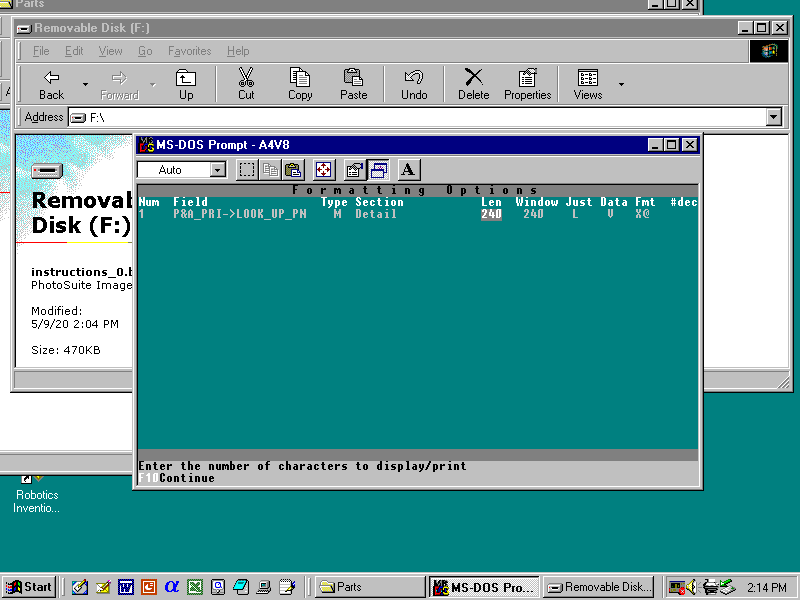 Parts
Removable Disk (F:)
File Edit View Go Favorites Help
Back Forward Up Cut Copy Paste Undo Delete Properties Views
Address F:\
MS-DOS Prompt - A4V8
Auto
A
Removal
Disk (F:)
Formatting Options
Num Field Type Section Len Window Just Data Fmt #dec
1 P&A_PRI->LOOK_UP_PN M Detail 240 240 L V X@
instructions_0.b
PhotoSuite Image
Modified:
5/9/20 2:04 PM
Size: 470KB
Enter the number of characters to display/print
F10Continue
Robotics
Inventio...
Start Parts MS-DOS Pro... Removable Disk... 2:14 PM